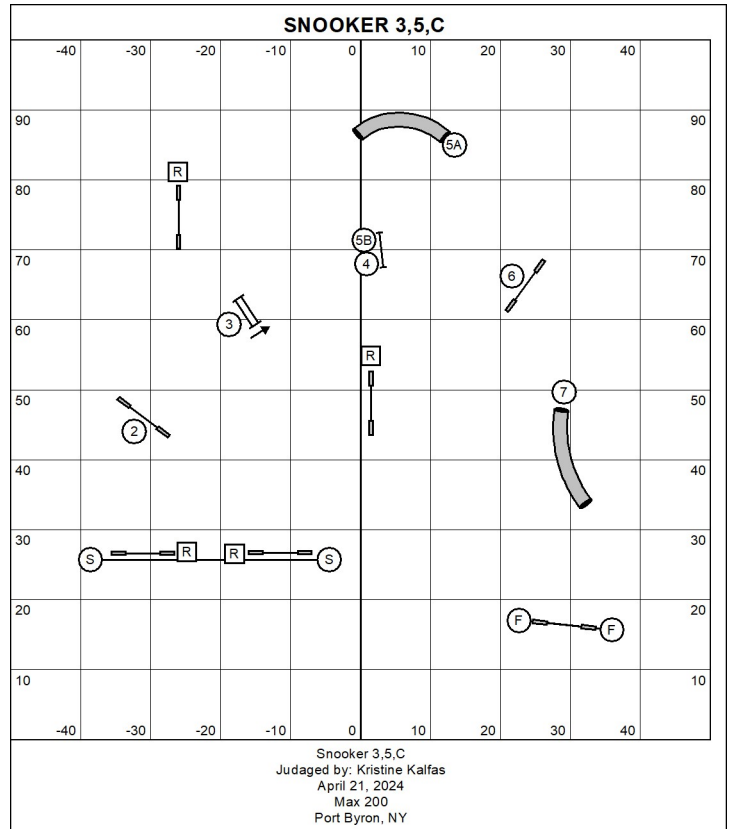 SNOOKER 3,5,C
-40 -30 -20 -10 0 10 20 30 40
90 90
5A
R
80 80
5B
70 70
4
6
3
60 60
R
50 7 50
2
40 40
30 30
S R R S
20 20
F F
10 10
-40 -30 -20 -10 0 10 20 30 40
Snooker 3,5,C
Judaged by: Kristine Kalfas
April 21, 2024
Max 200
Port Byron, NY